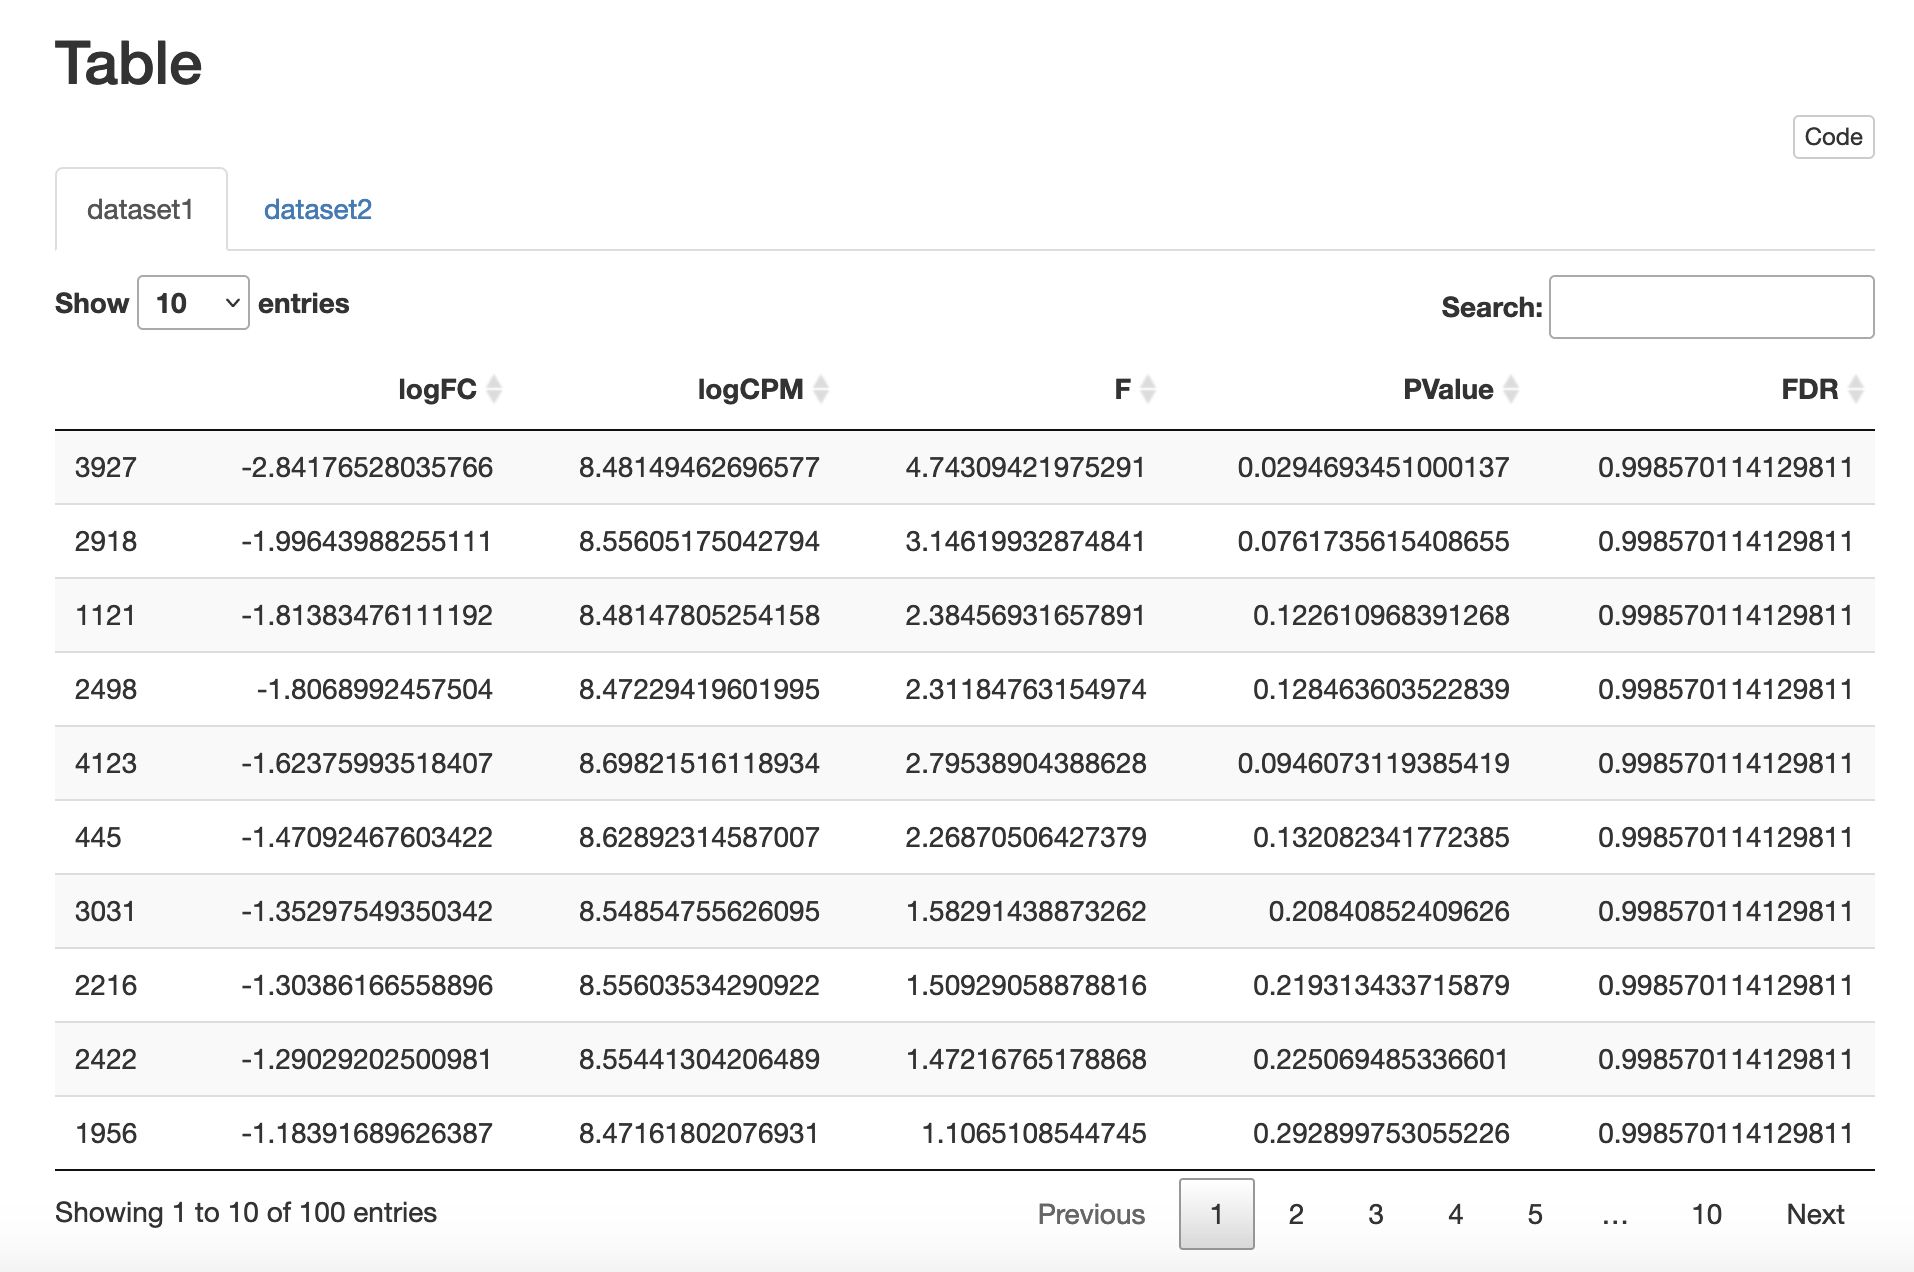 Table
Code
dataset1 dataset2
Show 10 entries Search:
logFC logCPM F PValue FDR
3927 -2.84176528035766 8.48149462696577 4.74309421975291 0.0294693451000137 0.998570114129811
2918 -1.99643988255111 8.55605175042794 3.14619932874841 0.0761735615408655 0.998570114129811
1121 -1.81383476111192 8.48147805254158 2.38456931657891 0.122610968391268 0.998570114129811
2498 -1.8068992457504 8.47229419601995 2.31184763154974 0.128463603522839 0.998570114129811
4123 -1.62375993518407 8.69821516118934 2.79538904388628 0.0946073119385419 0.998570114129811
445 -1.47092467603422 8.62892314587007 2.26870506427379 0.132082341772385 0.998570114129811
3031 -1.35297549350342 8.54854755626095 1.58291438873262 0.20840852409626 0.998570114129811
2216 -1.30386166558896 8.55603534290922 1.50929058878816 0.219313433715879 0.998570114129811
2422 -1.29029202500981 8.55441304206489 1.47216765178868 0.225069485336601 0.998570114129811
1956 -1.18391689626387 8.47161802076931 1.1065108544745 0.292899753055226 0.998570114129811
Showing 1 to 10 of 100 entries Previous 1 2 3 4 5 … 10 Next